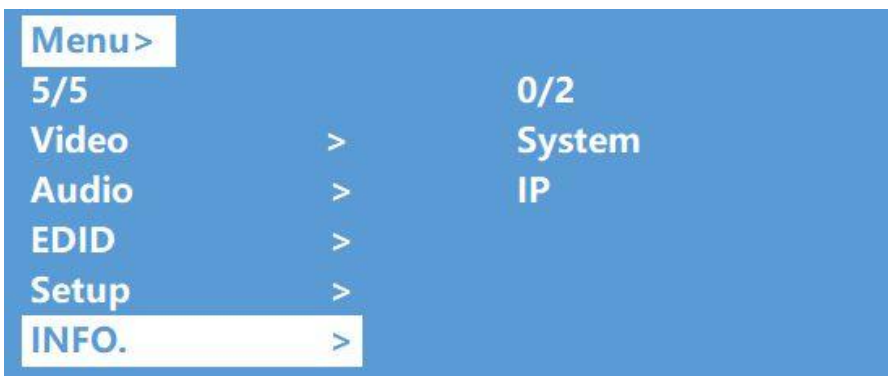 Menu>
5/5 0/2
Video > System
Audio > IP
EDID >
Setup >
INFO. >